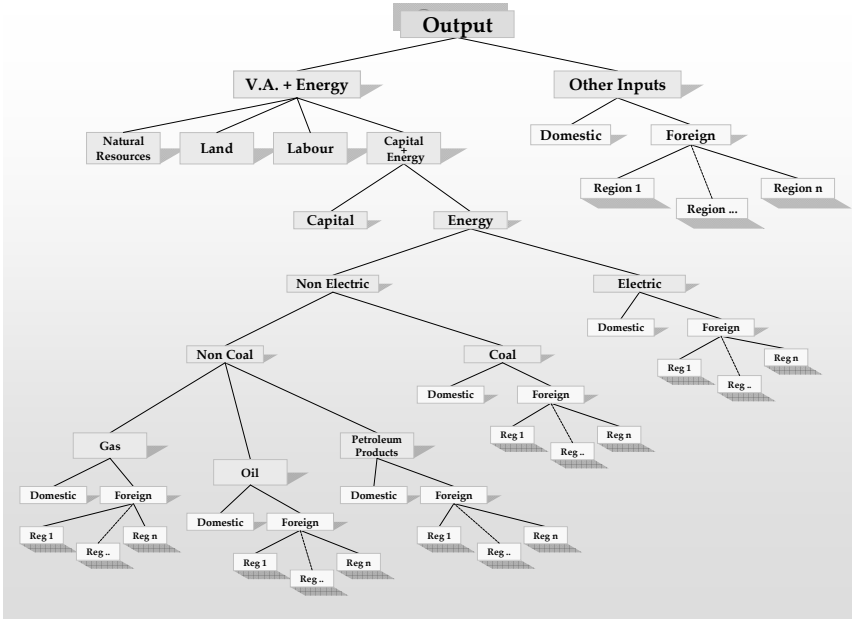 Output
V.A. + Energy
Other Inputs
Natural
Resources
Land
Labour
Capital
+
Energy
Domestic
Foreign
Region 1
Region ...
Region n
Capital
Energy
Non Electric
Electric
Domestic
Foreign
Reg 1
Reg ..
Reg n
Non Coal
Coal
Domestic
Foreign
Reg 1
Reg ..
Reg n
Gas
Oil
Petroleum
Products
Domestic
Foreign
Reg 1
Reg ..
Reg n
Domestic
Foreign
Reg 1
Reg ..
Reg n
Domestic
Foreign
Reg 1
Reg ..
Reg n